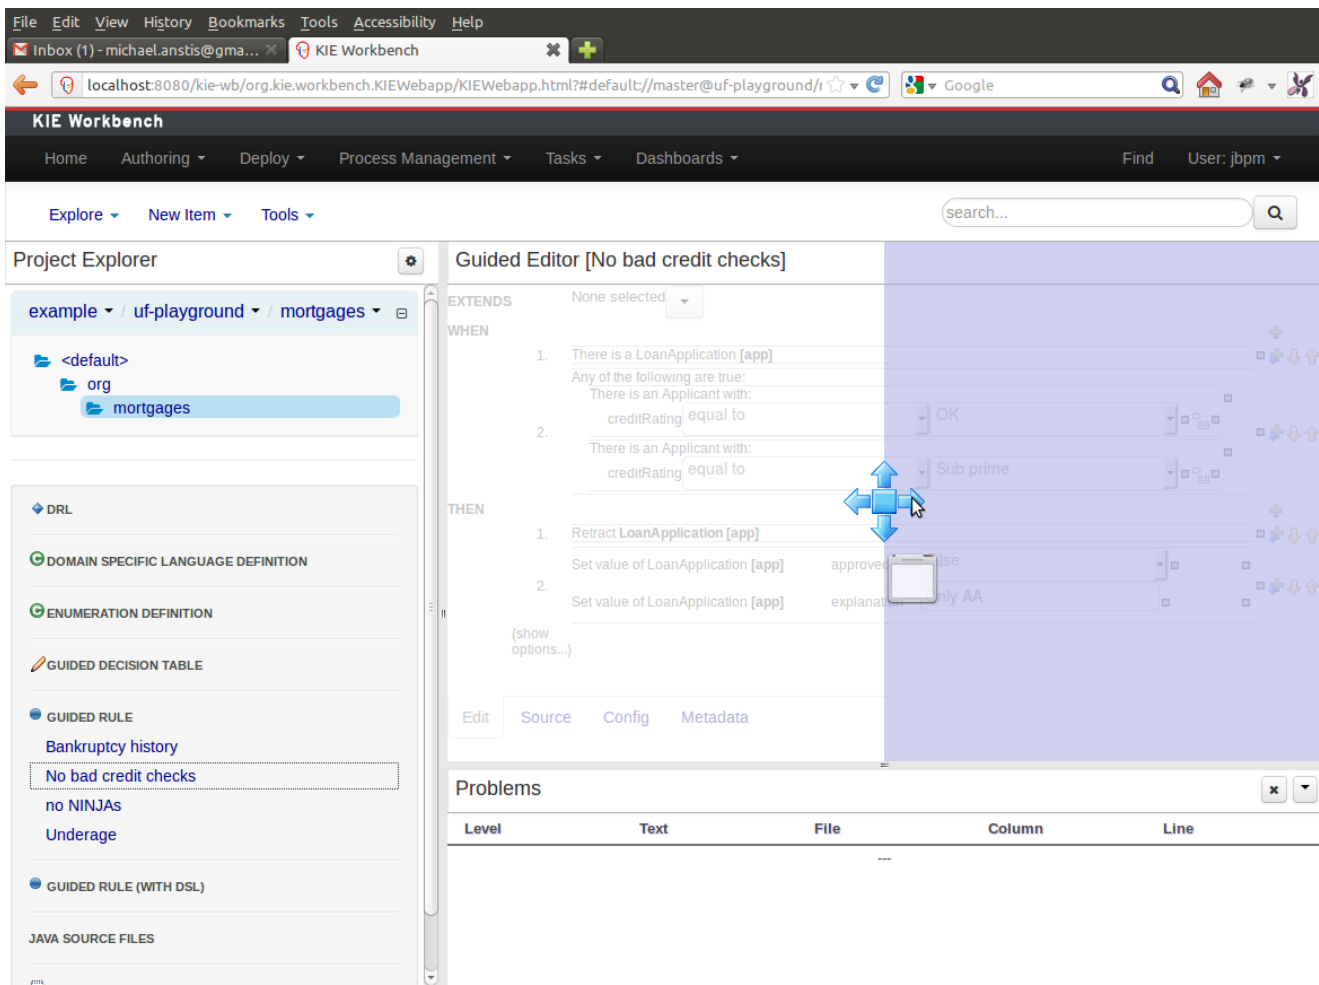 File Edit View History Bookmarks Tools Accessibility Help
Inbox (1) - michael.anstis@gma... KIE Workbench
localhost:8080/kie-wb/org.kie.workbench.KIEWebapp/KIEWebapp.html?#default://master@uf-playground/ Google
KIE Workbench
Home Authoring Deploy Process Management Tasks Dashboards Find User: jbpm
Explore New Item Tools search...
Project Explorer
example / uf-playground / mortgages
<default>
org
mortgages
DRL
DOMAIN SPECIFIC LANGUAGE DEFINITION
ENUMERATION DEFINITION
GUIDED DECISION TABLE
GUIDED RULE
Bankruptcy history
No bad credit checks
no NINJAs
Underage
GUIDED RULE (WITH DSL)
JAVA SOURCE FILES
Guided Editor [No bad credit checks]
EXTENDS None selected
WHEN
1. There is a LoanApplication [app]
Any of the following are true:
There is an Applicant with:
creditRating equal to OK
2.
There is an Applicant with:
creditRating equal to Sub prime
THEN
1. Retract LoanApplication [app]
Set value of LoanApplication [app] approved
2.
Set value of LoanApplication [app] AA
(show
options...)
Edit Source Config Metadata
Problems
Level Text File Column Line
---